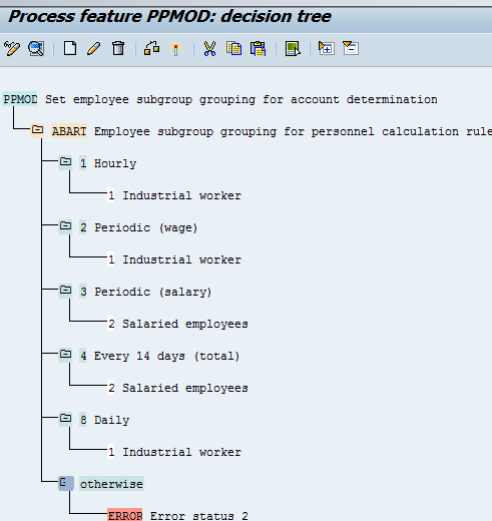 Process feature PPMOD: decision tree
PPMOD Set employee subgroup grouping for account determination
ABART Employee subgroup grouping for personnel calculation rule
1 Hourly
1 Industrial worker
2 Periodic (wage)
1 Industrial worker
3 Periodic (salary)
2 Salaried employees
4 Every 14 days (total)
2 Salaried employees
8 Daily
1 Industrial worker
otherwise
ERROR Error status 2